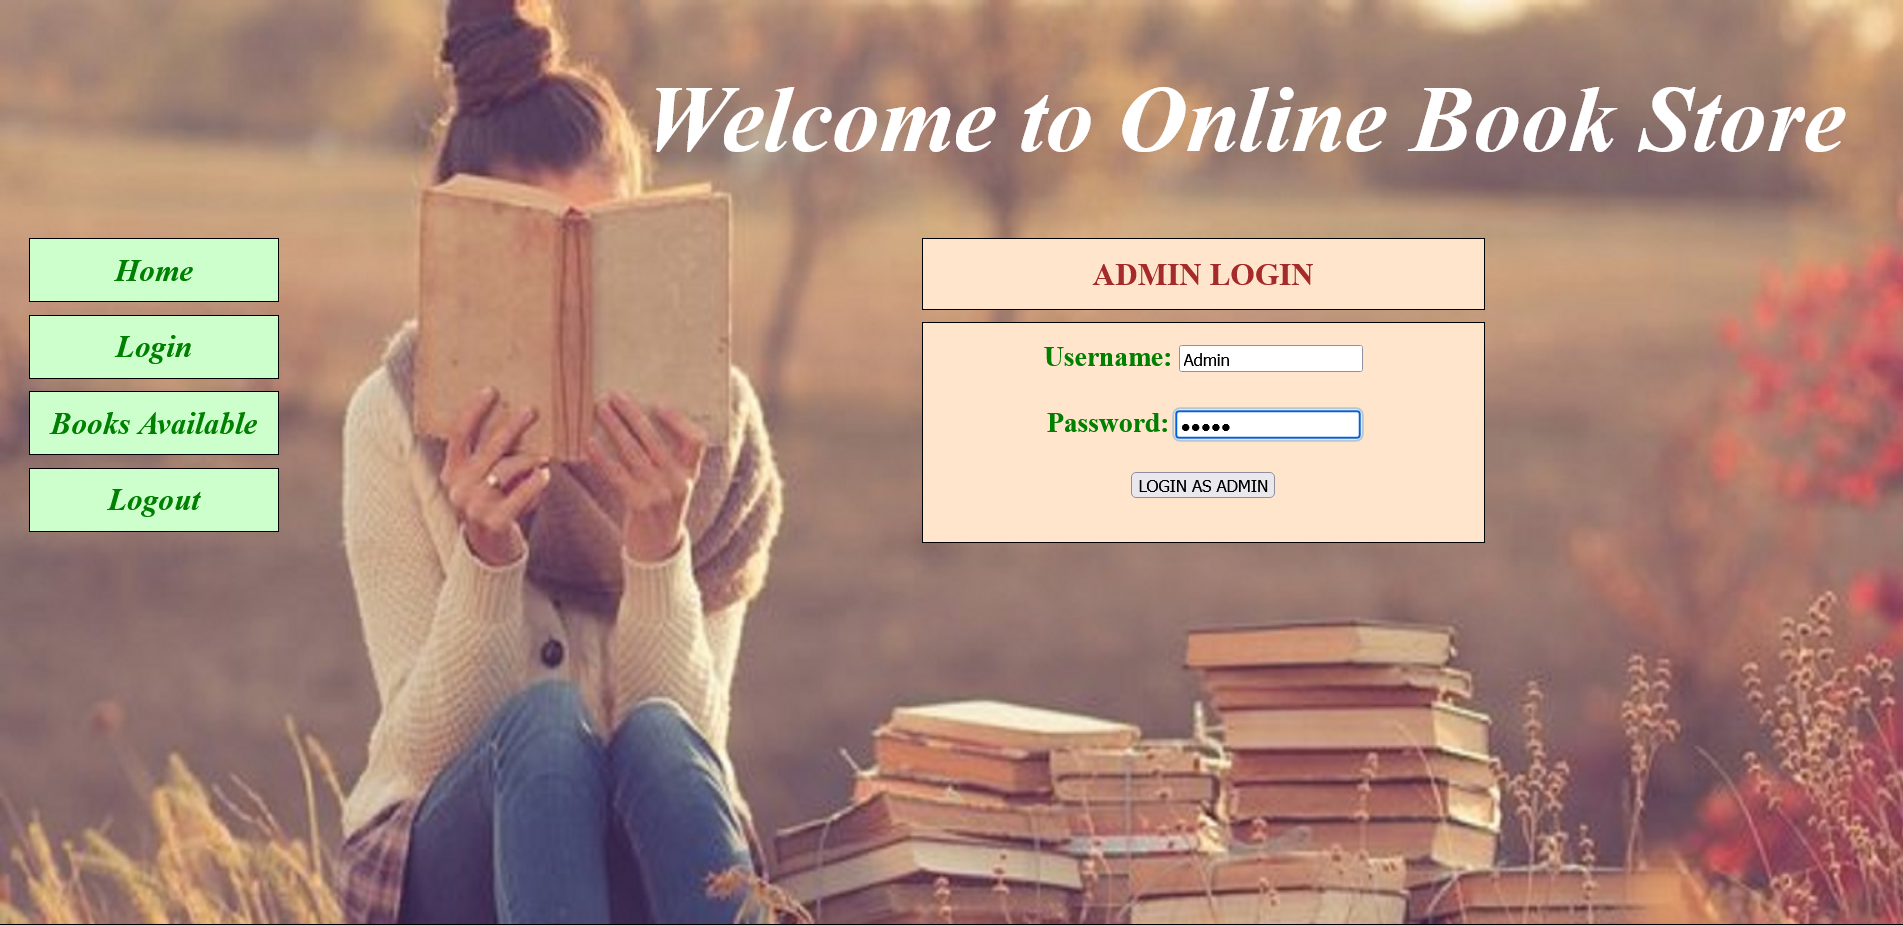 Welcome to Online Book Store
Home
Login
Books Available
Logout
ADMIN LOGIN
Username: Admin
Password: •••••
LOGIN AS ADMIN